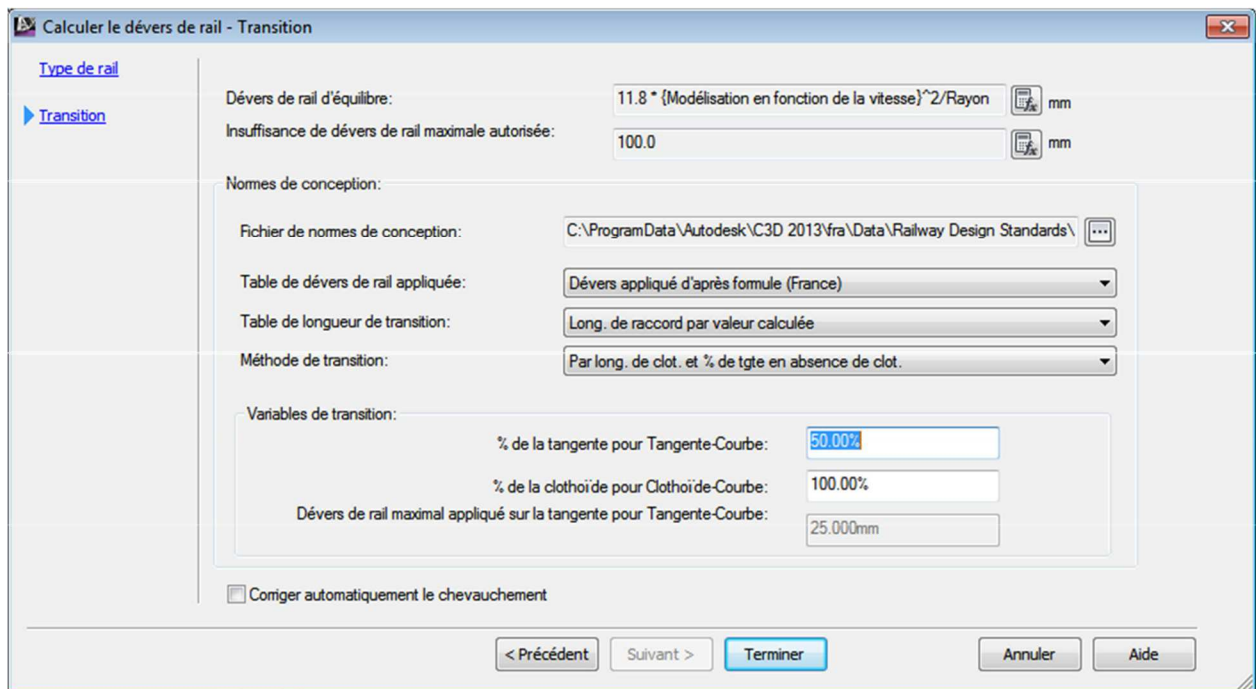 Calculer le dévers de rail - Transition
Type de rail
Transition
Dévers de rail d'équilibre:
11.8 * {Modélisation en fonction de la vitesse}^2/Rayon
mm
Insuffisance de dévers de rail maximale autorisée:
100.0
mm
Normes de conception:
Fichier de normes de conception:
C:\ProgramData\Autodesk\C3D 2013\fra\Data\Railway Design Standards\
...
Table de dévers de rail appliquée:
Dévers appliqué d'après formule (France)
Table de longueur de transition:
Long. de raccord par valeur calculée
Méthode de transition:
Par long. de clot. et % de tgte en absence de clot.
Variables de transition:
% de la tangente pour Tangente-Courbe:
50.00%
% de la clothoïde pour Clothoïde-Courbe:
100.00%
Dévers de rail maximal appliqué sur la tangente pour Tangente-Courbe:
25.000mm
Corriger automatiquement le chevauchement
< Précédent
Suivant >
Terminer
Annuler
Aide